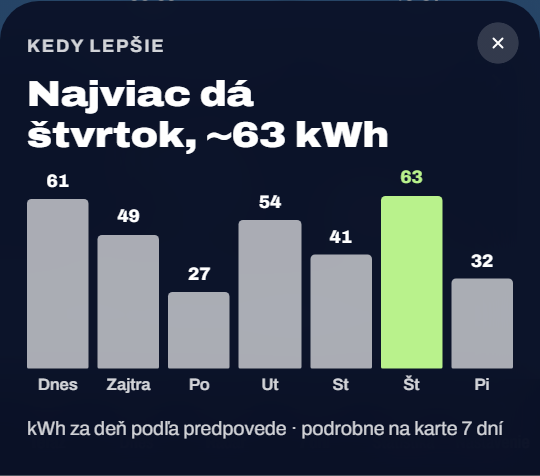 KEDY LEPŠIE
Najviac dá
štvrtok, ~63 kWh
61
49
27
54
41
63
32
Dnes
Zajtra
Po
Ut
St
Št
Pi
kWh za deň podľa predpovede · podrobne na karte 7 dní